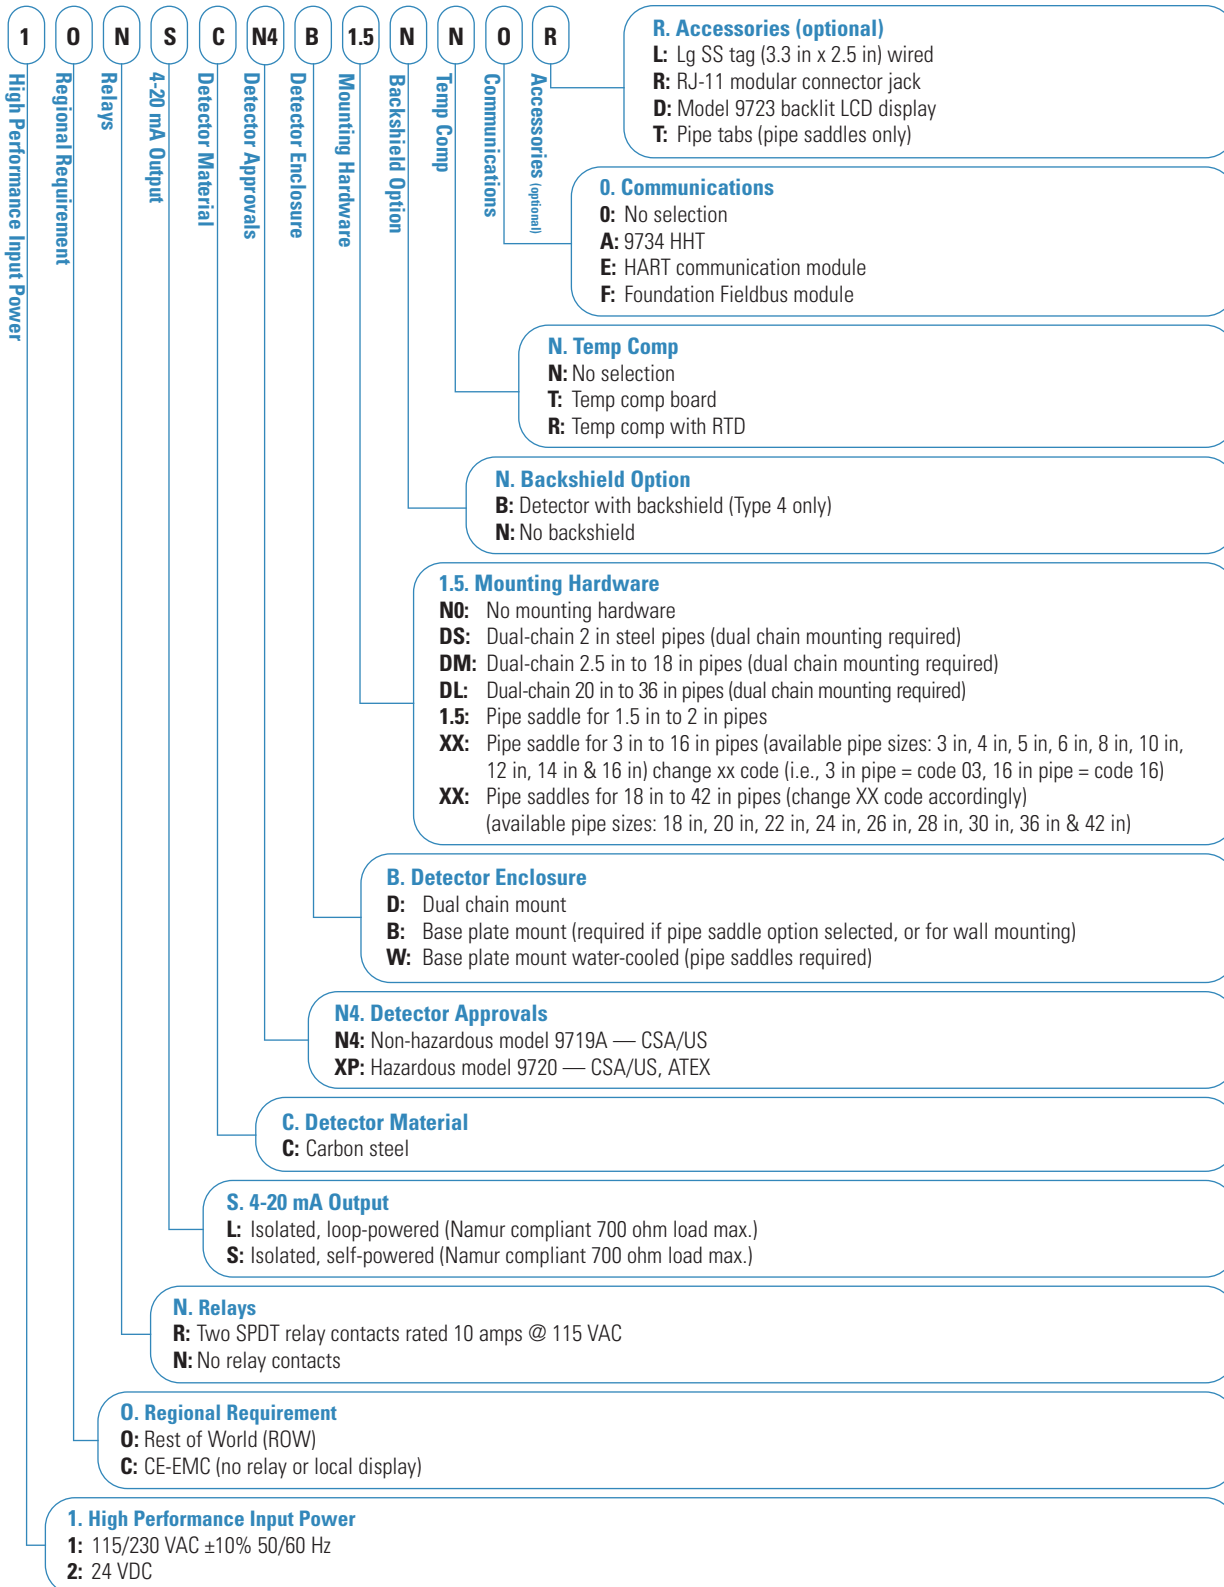 1 O N S C N4 B 1.5 N N 0 R
High Performance Input Power
Regional Requirement
Relays
4-20 mA Output
Detector Material
Detector Approvals
Detector Enclosure
Mounting Hardware
Backshield Option
Temp Comp
Communications
Accessories (optional)
R. Accessories (optional)
L: Lg SS tag (3.3 in x 2.5 in) wired
R: RJ-11 modular connector jack
D: Model 9723 backlit LCD display
T: Pipe tabs (pipe saddles only)
0. Communications
0: No selection
A: 9734 HHT
E: HART communication module
F: Foundation Fieldbus module
N. Temp Comp
N: No selection
T: Temp comp board
R: Temp comp with RTD
N. Backshield Option
B: Detector with backshield (Type 4 only)
N: No backshield
1.5. Mounting Hardware
N0: No mounting hardware
DS: Dual-chain 2 in steel pipes (dual chain mounting required)
DM: Dual-chain 2.5 in to 18 in pipes (dual chain mounting required)
DL: Dual-chain 20 in to 36 in pipes (dual chain mounting required)
1.5: Pipe saddle for 1.5 in to 2 in pipes
XX: Pipe saddle for 3 in to 16 in pipes (available pipe sizes: 3 in, 4 in, 5 in, 6 in, 8 in, 10 in,
12 in, 14 in & 16 in) change xx code (i.e., 3 in pipe = code 03, 16 in pipe = code 16)
XX: Pipe saddles for 18 in to 42 in pipes (change XX code accordingly)
(available pipe sizes: 18 in, 20 in, 22 in, 24 in, 26 in, 28 in, 30 in, 36 in & 42 in)
B. Detector Enclosure
D: Dual chain mount
B: Base plate mount (required if pipe saddle option selected, or for wall mounting)
W: Base plate mount water-cooled (pipe saddles required)
N4. Detector Approvals
N4: Non-hazardous model 9719A — CSA/US
XP: Hazardous model 9720 — CSA/US, ATEX
C. Detector Material
C: Carbon steel
S. 4-20 mA Output
L: Isolated, loop-powered (Namur compliant 700 ohm load max.)
S: Isolated, self-powered (Namur compliant 700 ohm load max.)
N. Relays
R: Two SPDT relay contacts rated 10 amps @ 115 VAC
N: No relay contacts
O. Regional Requirement
O: Rest of World (ROW)
C: CE-EMC (no relay or local display)
1. High Performance Input Power
1: 115/230 VAC ±10% 50/60 Hz
2: 24 VDC